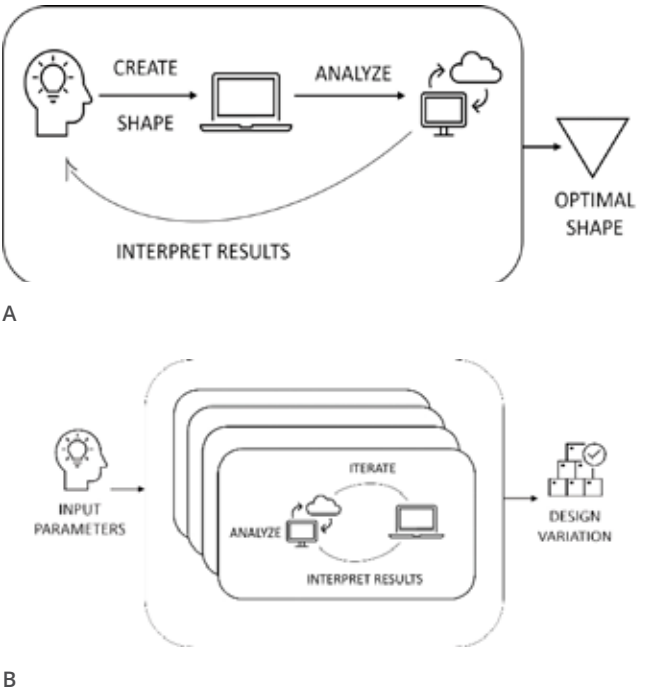 CREATE
SHAPE
ANALYZE
INTERPRET RESULTS
OPTIMAL
SHAPE
A
INPUT
PARAMETERS
ITERATE
ANALYZE
INTERPRET RESULTS
DESIGN
VARIATION
B